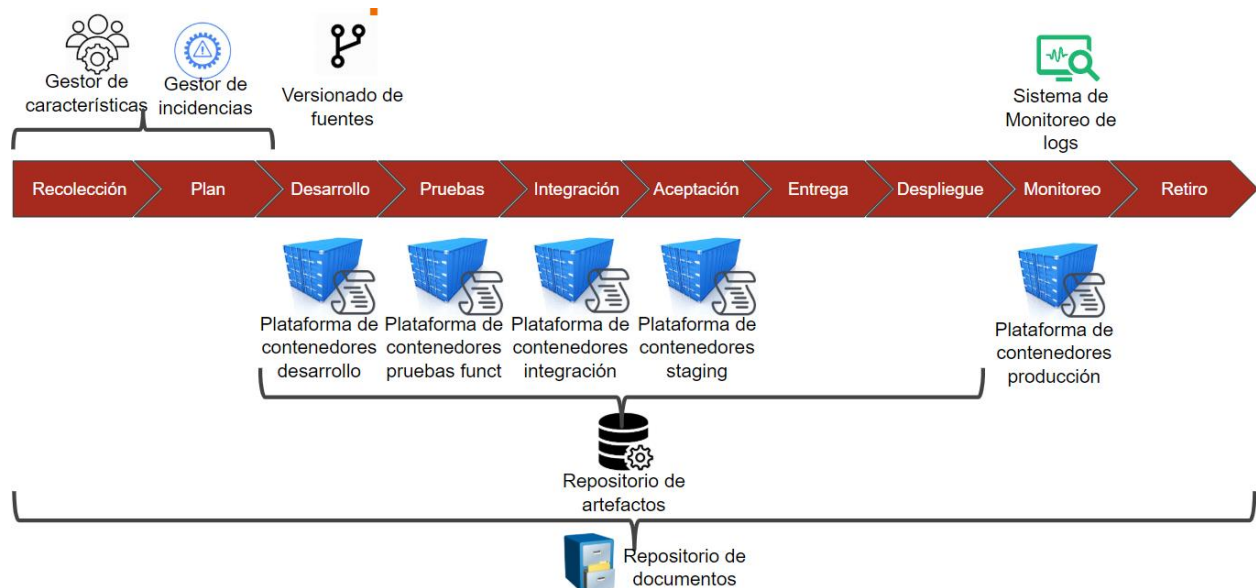 Gestor de
características
Gestor de
incidencias
Versionado de
fuentes
Sistema de
Monitoreo de
logs
Recolección
Plan
Desarrollo
Pruebas
Integración
Aceptación
Entrega
Despliegue
Monitoreo
Retiro
Plataforma de
contenedores
desarrollo
Plataforma de
contenedores
pruebas funct
Plataforma de
contenedores
integración
Plataforma de
contenedores
staging
Plataforma de
contenedores
producción
Repositorio de
artefactos
Repositorio de
documentos